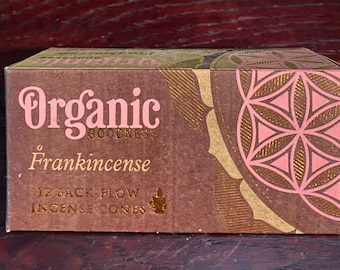 Organic
GOODNESS
Frankincense
12 BACK-FLOW
INCENSE CONES